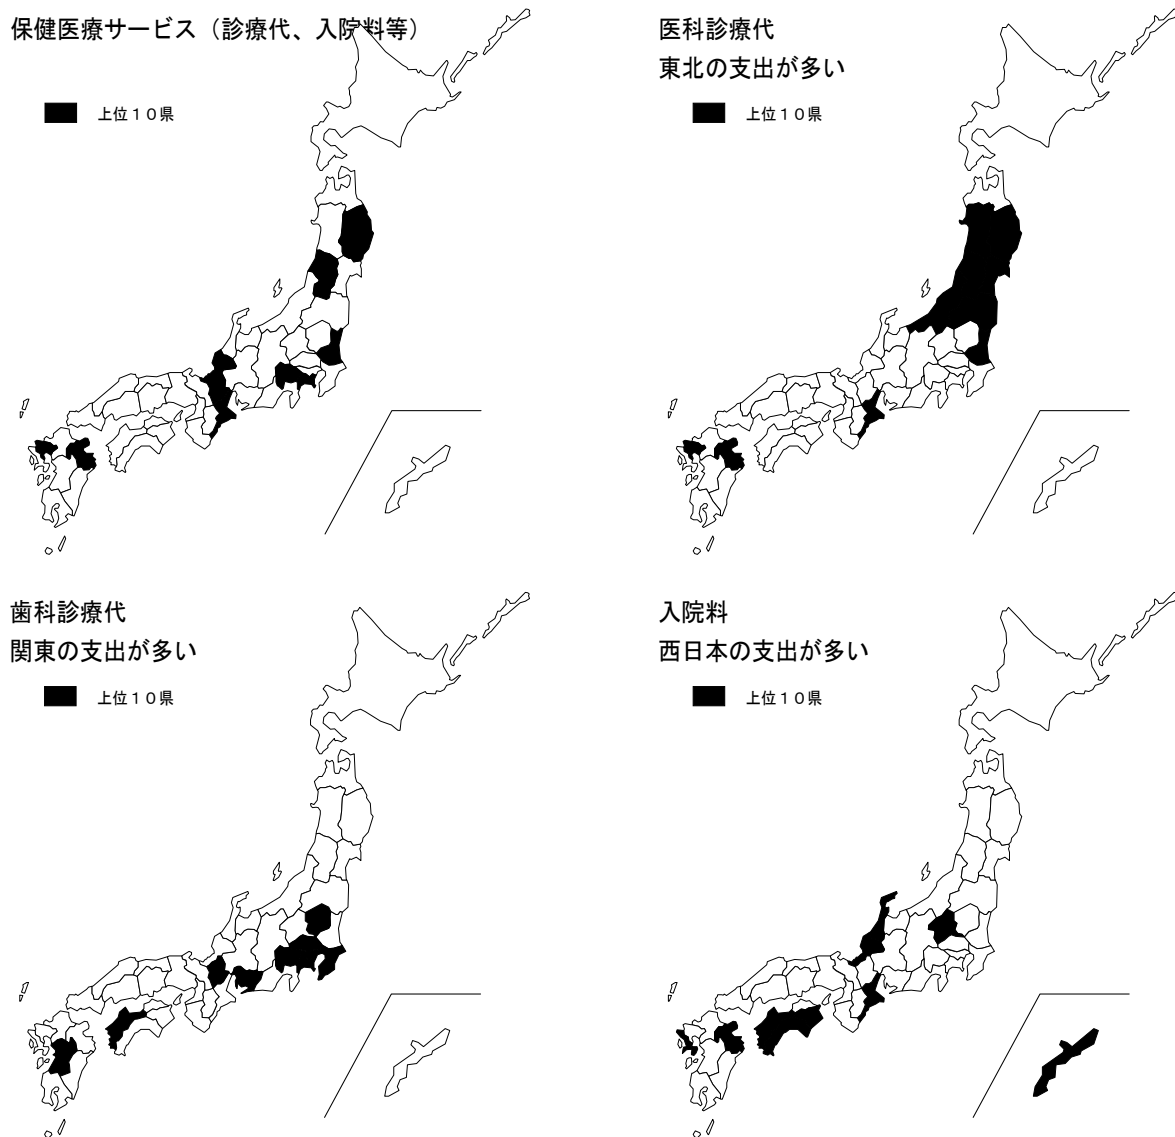 保健医療サービス（診療代、入院料等）
上位１０県
医科診療代
東北の支出が多い
上位１０県
歯科診療代
関東の支出が多い
上位１０県
入院料
西日本の支出が多い
上位１０県